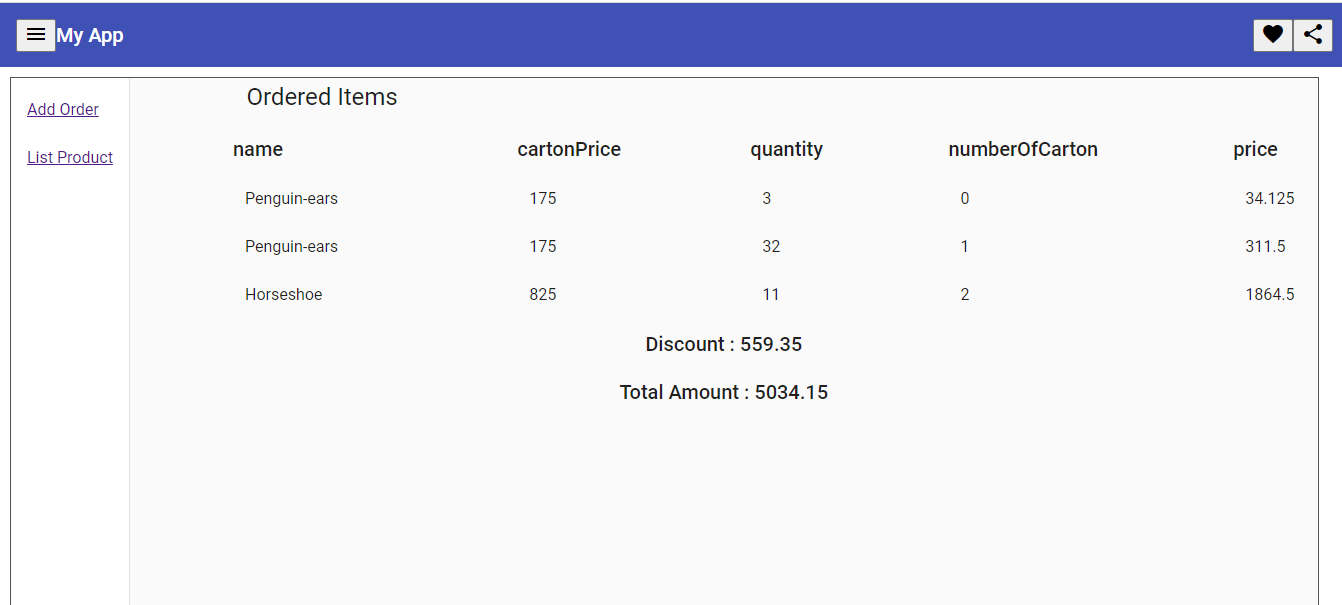 My App
Add Order
List Product
Ordered Items
name cartonPrice quantity numberOfCarton price
Penguin-ears 175 3 0 34.125
Penguin-ears 175 32 1 311.5
Horseshoe 825 11 2 1864.5
Discount : 559.35
Total Amount : 5034.15